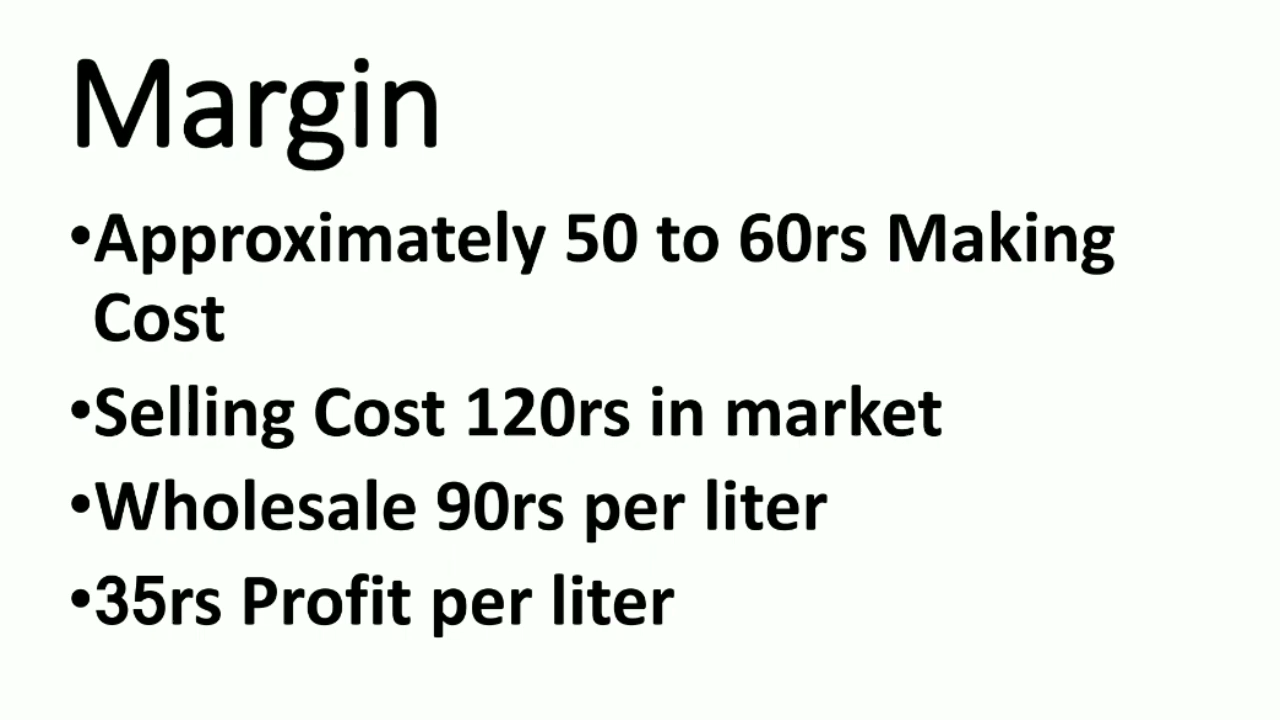 Margin
•Approximately 50 to 60rs Making
Cost
•Selling Cost 120rs in market
•Wholesale 90rs per liter
•35rs Profit per liter